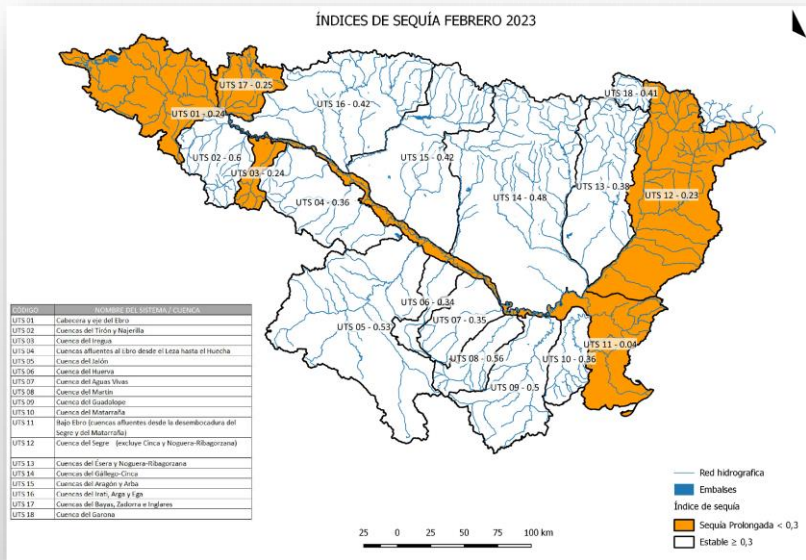 ÍNDICES DE SEQUÍA FEBRERO 2023
UTS 17 - 0.25
UTS 18 - 0.41
UTS 16 - 0.42
UTS 01 - 0.24
UTS 02 - 0.6
UTS 03 - 0.24
UTS 15 - 0.42
UTS 13 - 0.38
UTS 12 - 0.23
UTS 04 - 0.36
UTS 14 - 0.48
UTS 06 - 0.34
UTS 07 - 0.35
UTS 05 - 0.53
UTS 11 - 0.04
UTS 08 - 0.56
UTS 10 - 0.36
UTS 09 - 0.5
CÓDIGO NOMBRE DEL SISTEMA / CUENCA
UTS 01 Cabecera y eje del Ebro
UTS 02 Cuencas del Tirón y Najerilla
UTS 03 Cuenca del Iregua
UTS 04 Cuencas afluentes al Ebro desde el Leza hasta el Huecha
UTS 05 Cuenca del Jalón
UTS 06 Cuenca del Huerva
UTS 07 Cuenca del Aguas Vivas
UTS 08 Cuenca del Martín
UTS 09 Cuenca del Guadalope
UTS 10 Cuenca del Matarraña
UTS 11 Bajo Ebro (cuencas afluentes desde la desembocadura del
Segre y del Matarraña)
UTS 12 Cuenca del Segre (excluye Cinca y Noguera-Ribagorzana)
UTS 13 Cuencas del Ésera y Noguera-Ribagorzana
UTS 14 Cuencas del Gállego-Cinca
UTS 15 Cuencas del Aragón y Arba
UTS 16 Cuencas del Irati, Arga y Ega
UTS 17 Cuencas del Bayas, Zadorra e Inglares
UTS 18 Cuenca del Garona
Red hidrografica
Embalses
Índice de sequía
Sequía Prolongada < 0,3
Estable ≥ 0,3
25 0 25 50 75 100 km